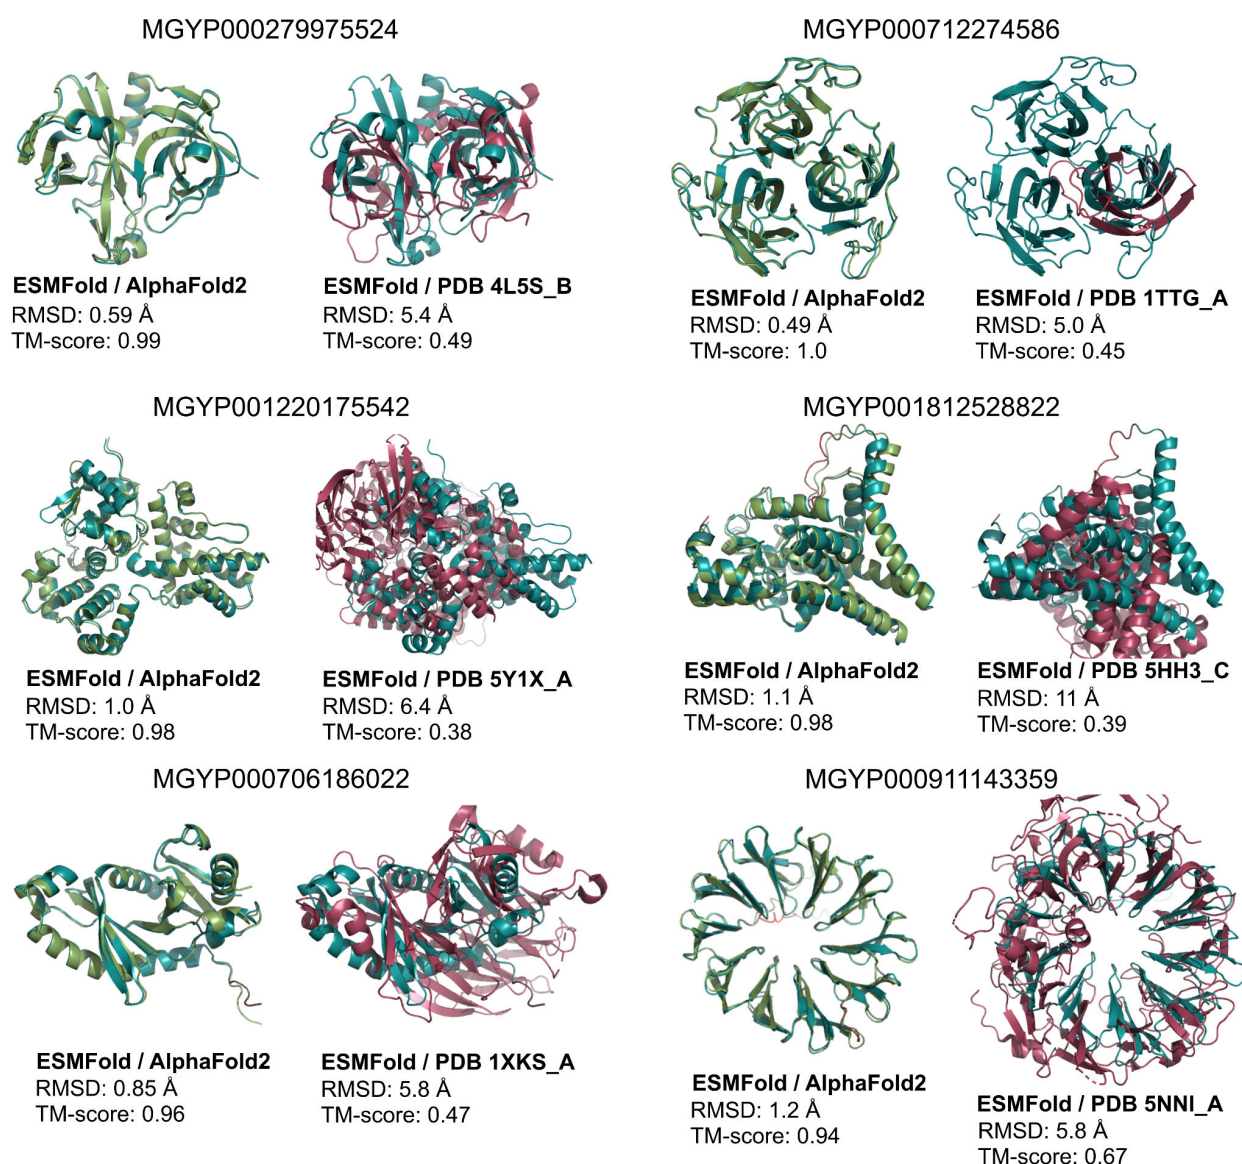 MGYP000279975524
ESMFold / AlphaFold2
RMSD: 0.59 Å
TM-score: 0.99
ESMFold / PDB 4L5S_B
RMSD: 5.4 Å
TM-score: 0.49
MGYP000712274586
ESMFold / AlphaFold2
RMSD: 0.49 Å
TM-score: 1.0
ESMFold / PDB 1TTG_A
RMSD: 5.0 Å
TM-score: 0.45
MGYP001220175542
ESMFold / AlphaFold2
RMSD: 1.0 Å
TM-score: 0.98
ESMFold / PDB 5Y1X_A
RMSD: 6.4 Å
TM-score: 0.38
MGYP001812528822
ESMFold / AlphaFold2
RMSD: 1.1 Å
TM-score: 0.98
ESMFold / PDB 5HH3_C
RMSD: 11 Å
TM-score: 0.39
MGYP000706186022
ESMFold / AlphaFold2
RMSD: 0.85 Å
TM-score: 0.96
ESMFold / PDB 1XKS_A
RMSD: 5.8 Å
TM-score: 0.47
MGYP000911143359
ESMFold / AlphaFold2
RMSD: 1.2 Å
TM-score: 0.94
ESMFold / PDB 5NNI_A
RMSD: 5.8 Å
TM-score: 0.67